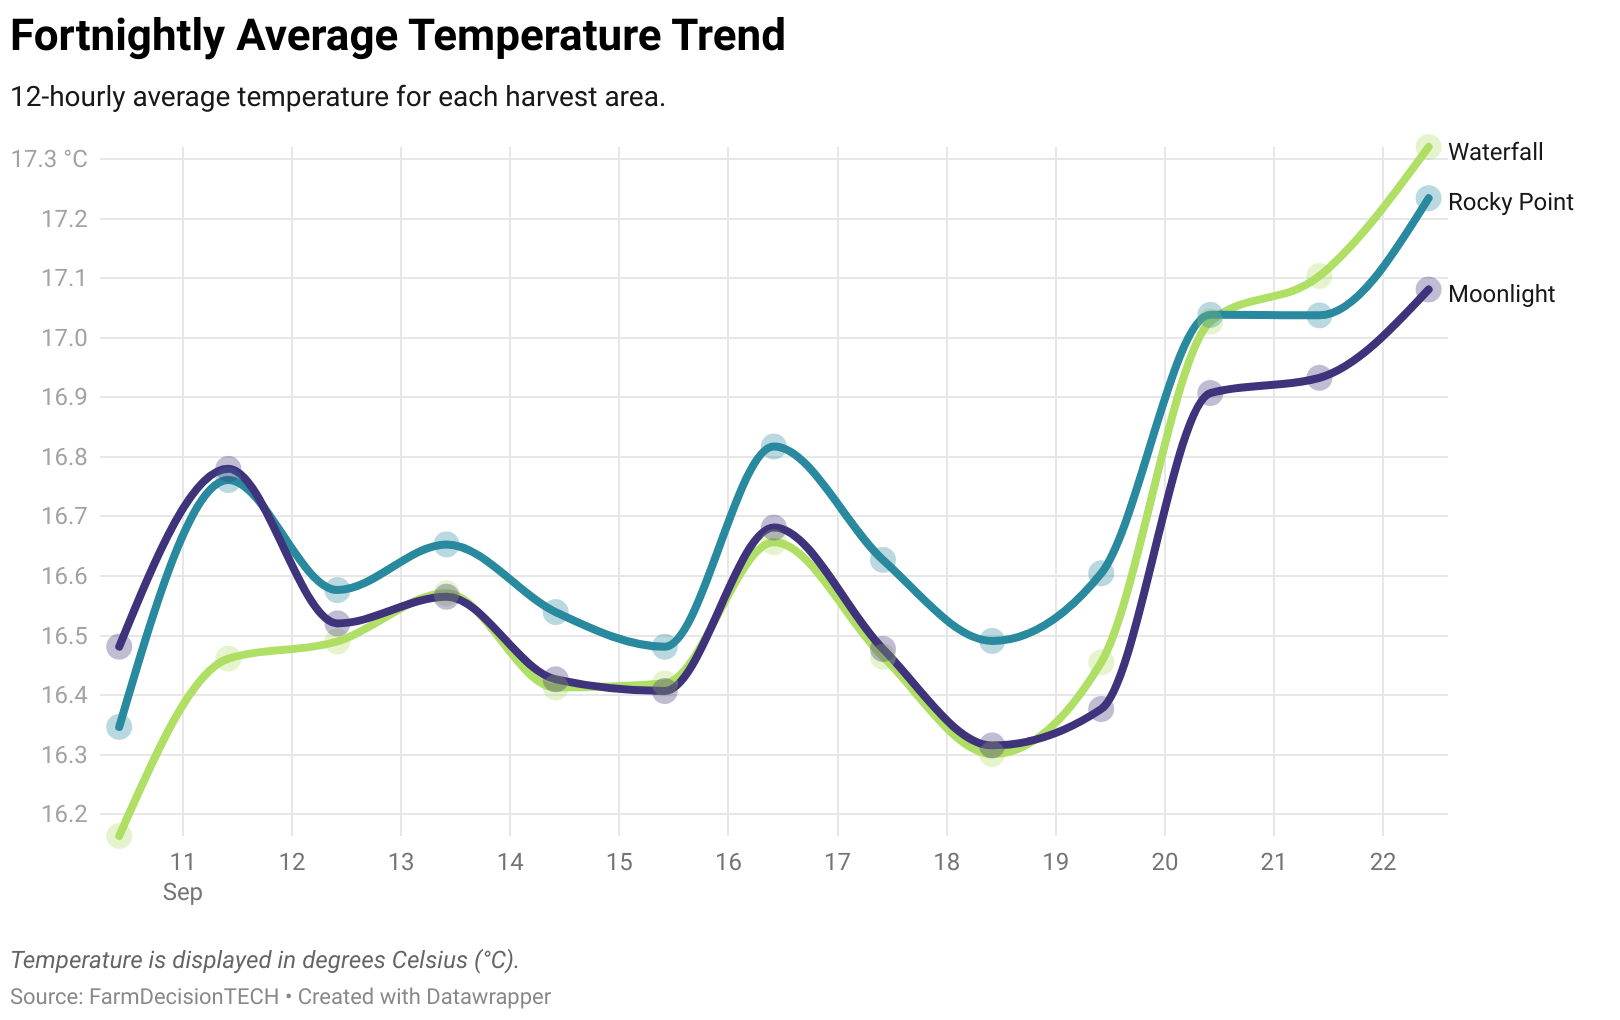 Fortnightly Average Temperature Trend
12-hourly average temperature for each harvest area.
17.3 °C
17.2
17.1
17.0
16.9
16.8
16.7
16.6
16.5
16.4
16.3
16.2
Waterfall
Rocky Point
Moonlight
11 12 13 14 15 16 17 18 19 20 21 22
Sep
Temperature is displayed in degrees Celsius (°C).
Source: FarmDecisionTECH • Created with Datawrapper